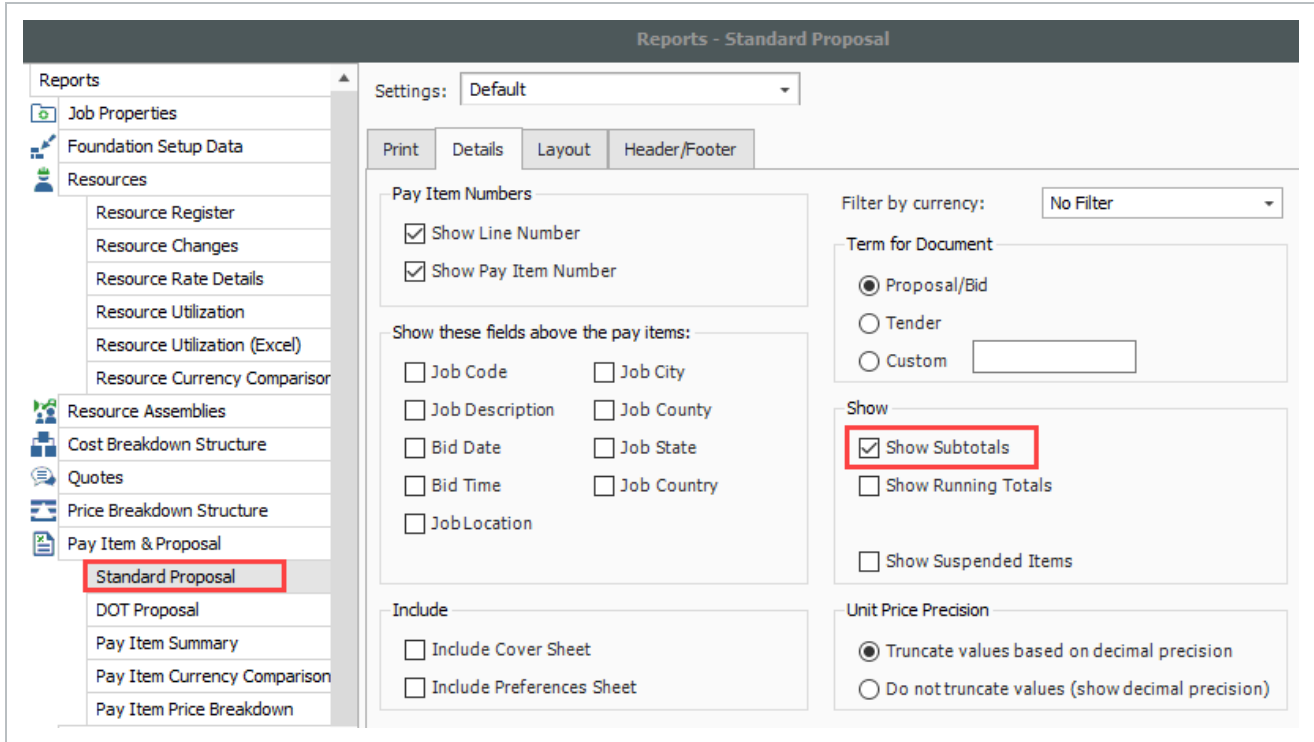 Reports - Standard Proposal
Reports
Job Properties
Foundation Setup Data
Resources
Resource Register
Resource Changes
Resource Rate Details
Resource Utilization
Resource Utilization (Excel)
Resource Currency Comparison
Resource Assemblies
Cost Breakdown Structure
Quotes
Price Breakdown Structure
Pay Item & Proposal
Standard Proposal
DOT Proposal
Pay Item Summary
Pay Item Currency Comparison
Pay Item Price Breakdown
Settings: Default
Print Details Layout Header/Footer
Pay Item Numbers
Show Line Number
Show Pay Item Number
Show these fields above the pay items:
Job Code Job City
Job Description Job County
Bid Date Job State
Bid Time Job Country
Job Location
Include
Include Cover Sheet
Include Preferences Sheet
Filter by currency: No Filter
Term for Document
Proposal/Bid
Tender
Custom
Show
Show Subtotals
Show Running Totals
Show Suspended Items
Unit Price Precision
Truncate values based on decimal precision
Do not truncate values (show decimal precision)